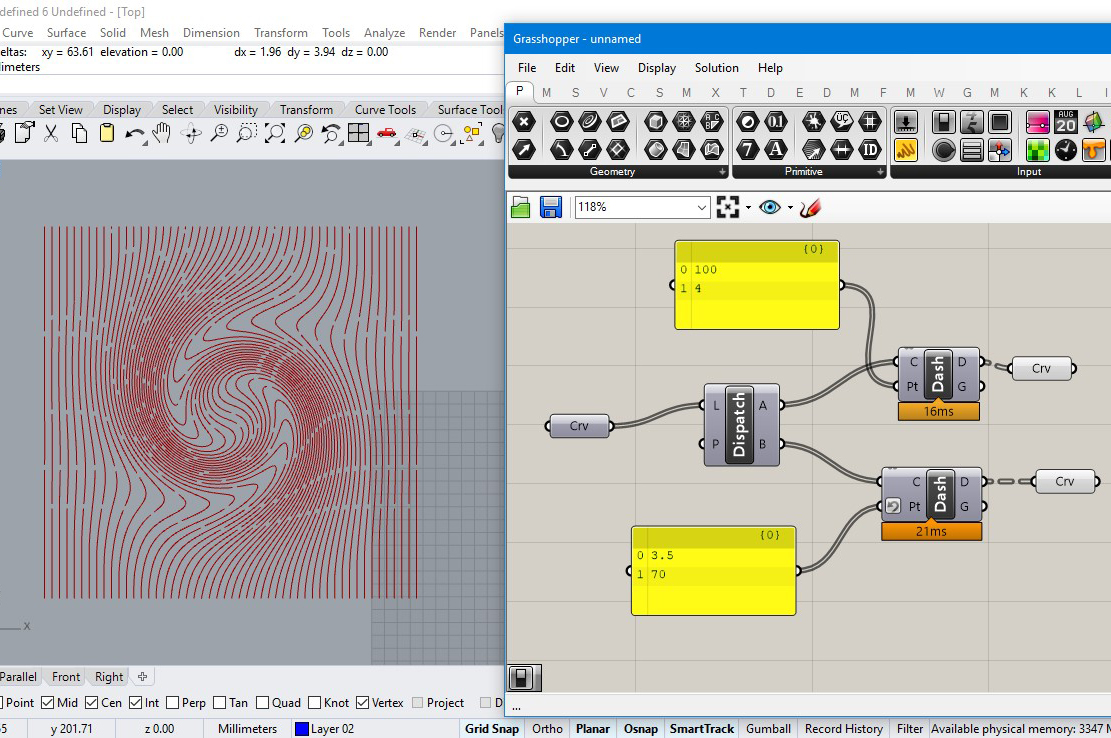 defined 6 Undefined - [Top]
Curve Surface Solid Mesh Dimension Transform Tools Analyze Render Panels
eltas: xy = 63.61 elevation = 0.00 dx = 1.96 dy = 3.94 dz = 0.00
limeters
nes Set View Display Select Visibility Transform Curve Tools Surface Tool
X
Parallel Front Right
Point Mid Cen Int Perp Tan Quad Knot Vertex Project D
5 y 201.71 z 0.00 Millimeters Layer 02 Grid Snap Ortho Planar Osnap SmartTrack Gumball Record History Filter Available physical memory: 3347 M
Grasshopper - unnamed
File Edit View Display Solution Help
P M S V C S M X T D E D M F M W G M K K L I
AUG
20
01
7 A ID
Geometry Primitive Input
118%
{0}
0 100
1 4
C D
Pt G
Dash
16ms
Crv
Crv
L A
P B
Dispatch
C D
Pt G
Dash
21ms
Crv
{0}
0 3.5
1 70
...